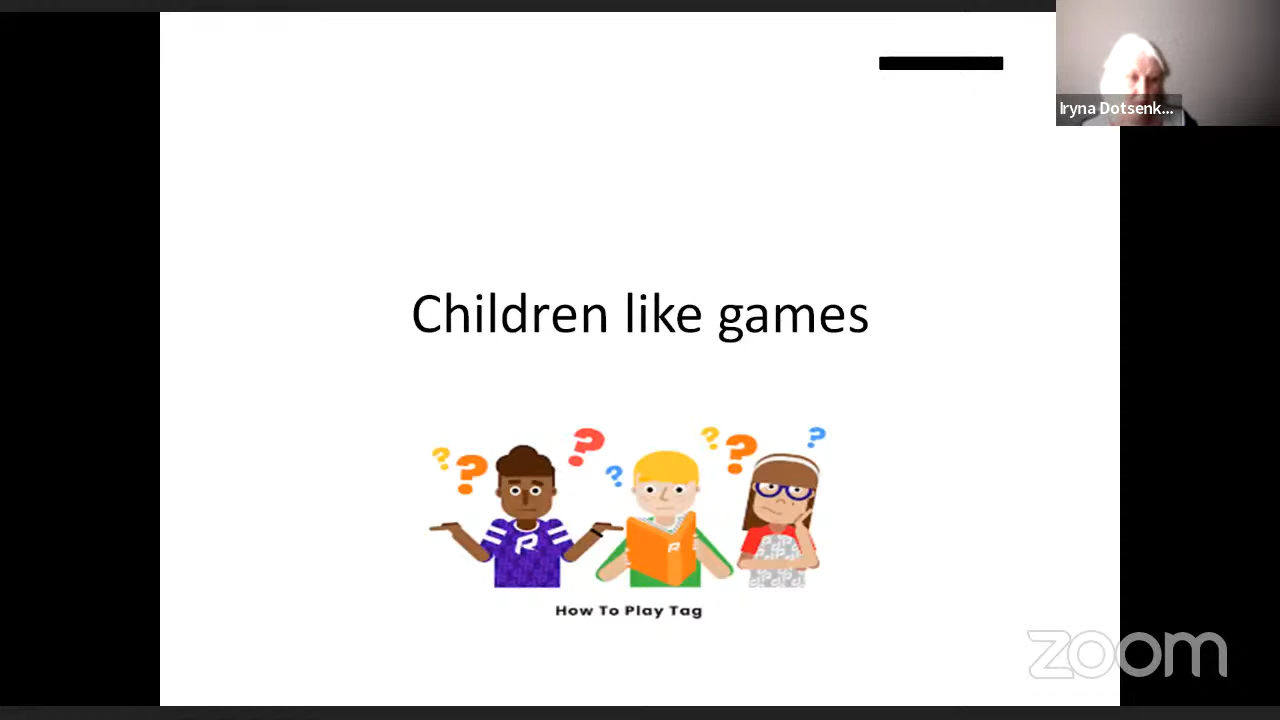 Iryna Dotsenk...
Children like games
? ? ? ? ? ? ?
R
R
How To Play Tag
zoom